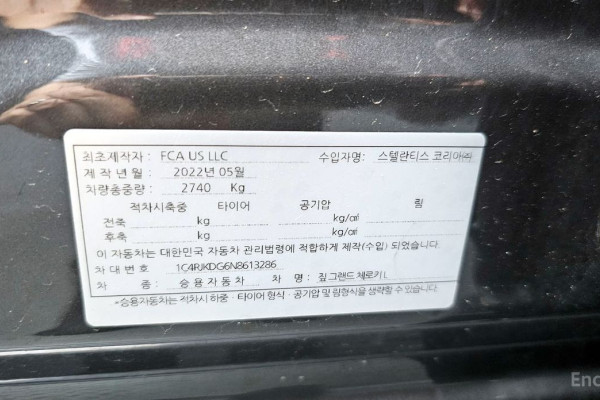 최초제작자 : FCA US LLC 수입자명 : 스텔란티스 코리아㈜
제 작 년 월 : 2022년 05월
차량총중량 : 2740 Kg
적차시축중 타이어 공기압 림
전축 kg kg/㎠
후축 kg kg/㎠
이 자동차는 대한민국 자동차 관리법령에 적합하게 제작(수입) 되었습니다.
차 대 번 호 1C4RJKDG6N8613286
차 종 : 승 용 자 동 차 차 명 : 짚그랜드 체로키 L
*승용자동차는 적차시 하중 · 타이어 형식 · 공기압 및 림형식을 생략할 수 있습니다.
Enc